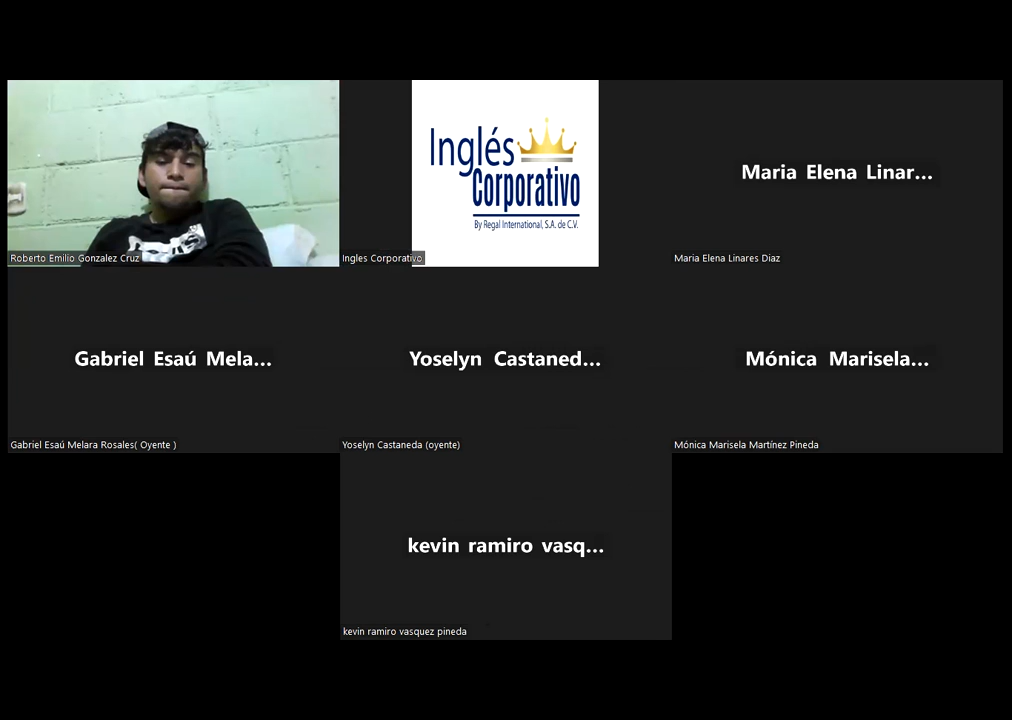 Roberto Emilio Gonzalez Cruz
Inglés
Corporativo
By Regal International, S.A. de C.V.
Ingles Corporativo
Maria Elena Linar...
Maria Elena Linares Diaz
Gabriel Esaú Mela...
Gabriel Esaú Melara Rosales( Oyente )
Yoselyn Castaned...
Yoselyn Castaneda (oyente)
Mónica Marisela...
Mónica Marisela Martínez Pineda
kevin ramiro vasq...
kevin ramiro vasquez pineda